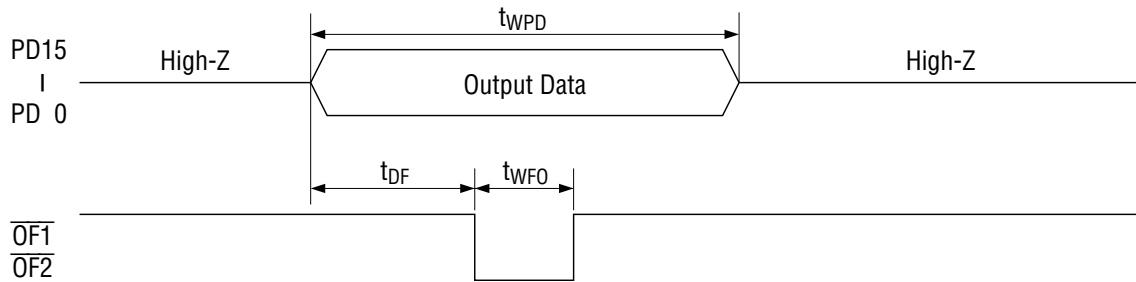 tWPD
PD15
I
PD 0
High-Z
Output Data
High-Z
tDF
tWFO
OF1
OF2